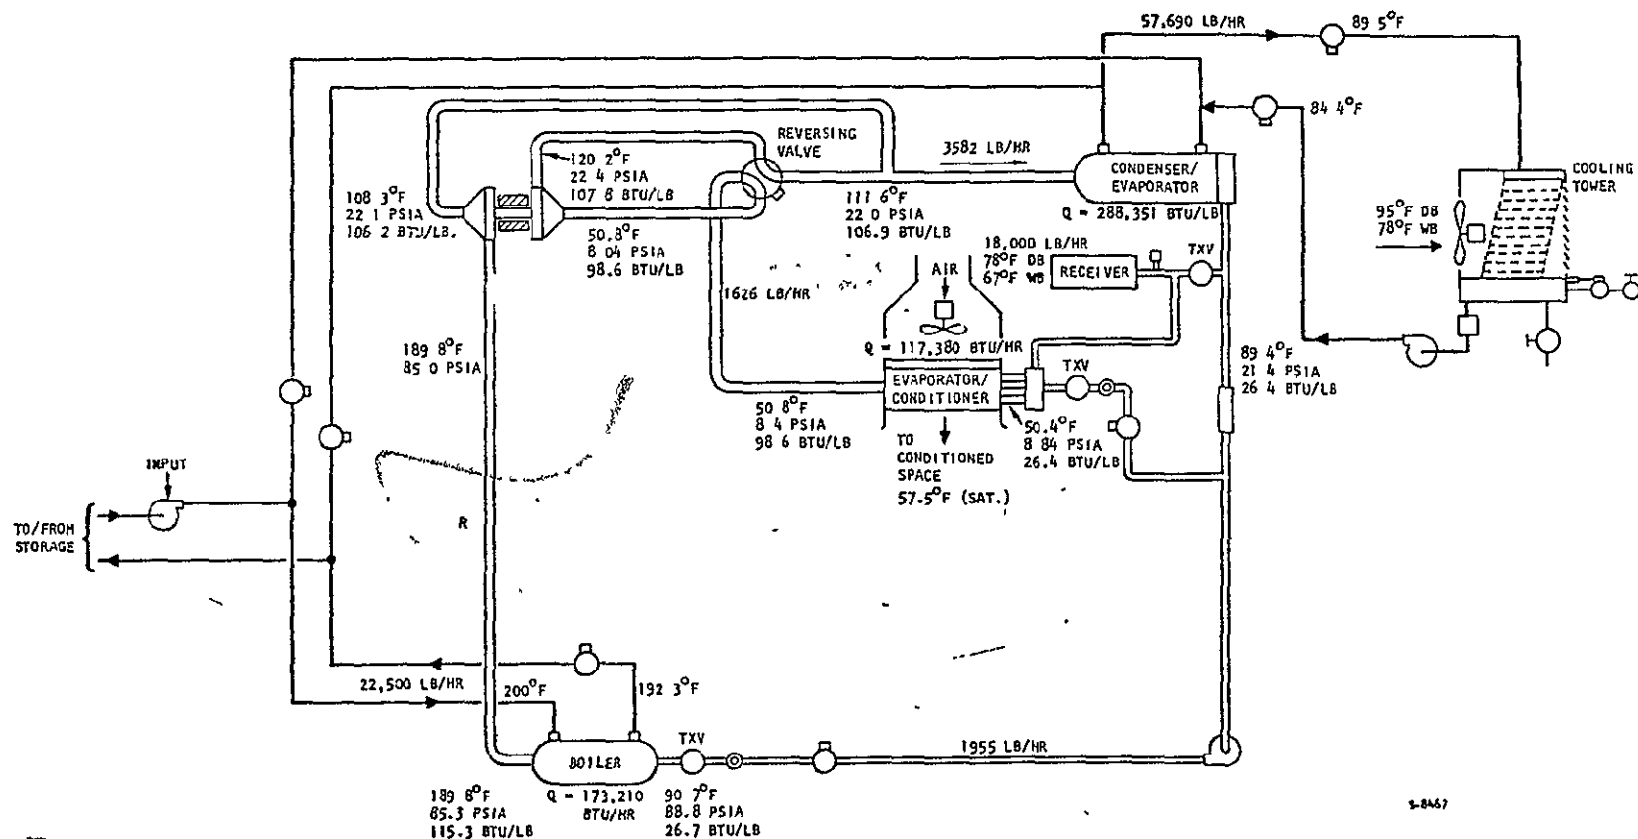 57,690 LB/HR
89 5°F
84 4°F
REVERSING
VALVE
120 2°F
22 4 PSIA
107 8 BTU/LB
3582 LB/HR
CONDENSER/
EVAPORATOR
Q = 288,351 BTU/LB
COOLING
TOWER
95°F DB
78°F WB
108 3°F
22 1 PSIA
106 2 BTU/LB.
50.8°F
8 04 PSIA
98.6 BTU/LB
111 6°F
22 0 PSIA
106.9 BTU/LB
18,000 LB/HR
78°F DB
67°F WB
AIR
RECEIVER
TXV
1626 LB/HR
Q = 117,380 BTU/HR
189 8°F
85 0 PSIA
EVAPORATOR/
CONDITIONER
TXV
89 4°F
21 4 PSIA
26 4 BTU/LB
50 8°F
8 4 PSIA
98 6 BTU/LB
50.4°F
8 84 PSIA
26.4 BTU/LB
TO
CONDITIONED
SPACE
57.5°F (SAT.)
INPUT
TO/FROM
STORAGE
R
22,500 LB/HR
200°F
192 3°F
BOILER
TXV
1955 LB/HR
189 8°F
85.3 PSIA
115.3 BTU/LB
Q = 173,210
BTU/HR
90 7°F
88.8 PSIA
26.7 BTU/LB
S-8467